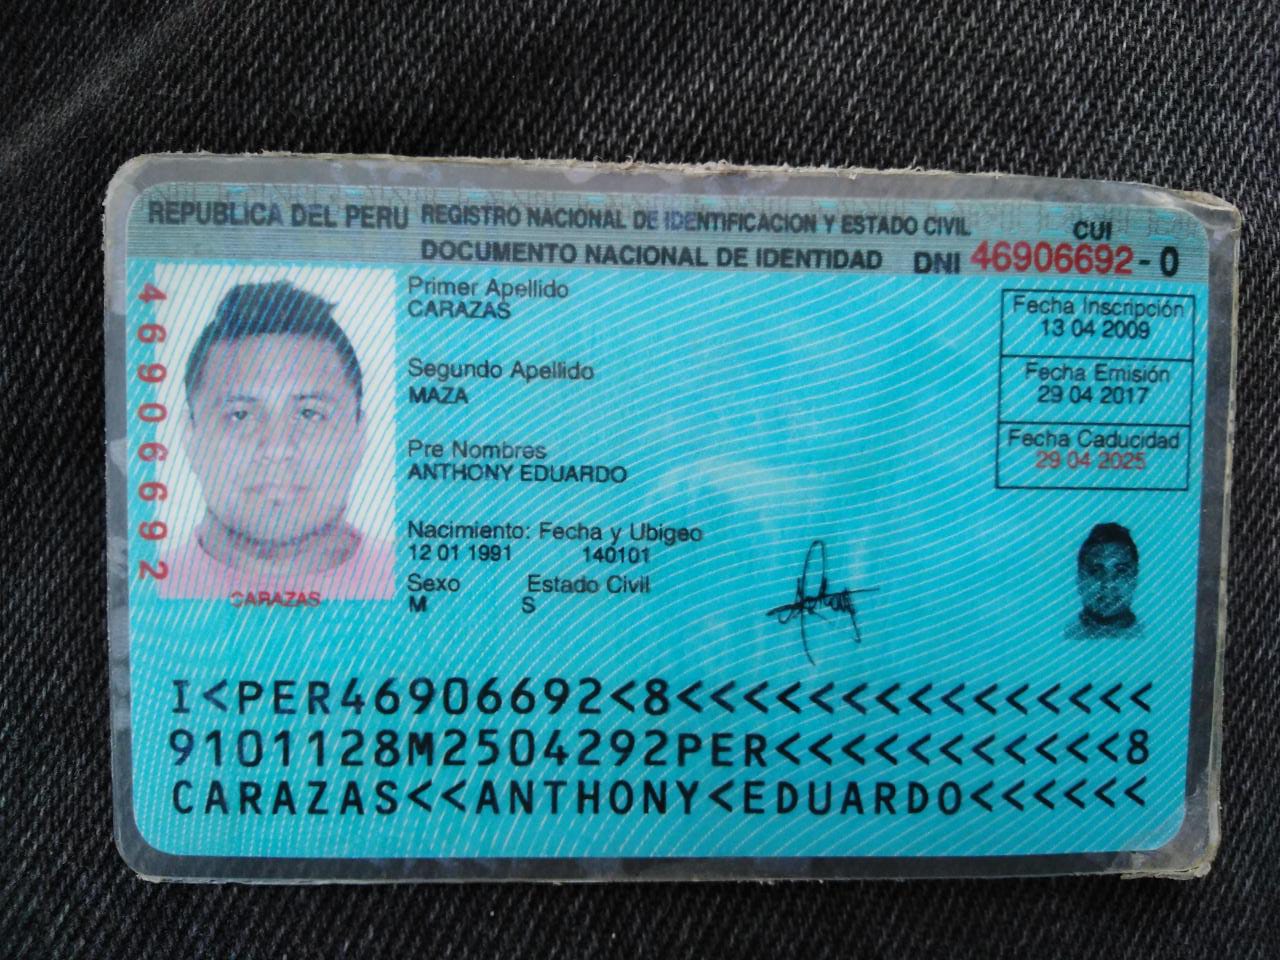 REPUBLICA DEL PERU REGISTRO NACIONAL DE IDENTIFICACION Y ESTADO CIVIL
CUI
DOCUMENTO NACIONAL DE IDENTIDAD DNI 46906692 - 0
46906692
Primer Apellido
CARAZAS
Segundo Apellido
MAZA
Pre Nombres
ANTHONY EDUARDO
Nacimiento: Fecha y Ubigeo
12 01 1991 140101
Sexo Estado Civil
M S
CARAZAS
Fecha Inscripción
13 04 2009
Fecha Emisión
29 04 2017
Fecha Caducidad
29 04 2025
I<PER46906692<8<<<<<<<<<<<<<<<
9101128M2504292PER<<<<<<<<<<<8
CARAZAS<<ANTHONY<EDUARDO<<<<<<